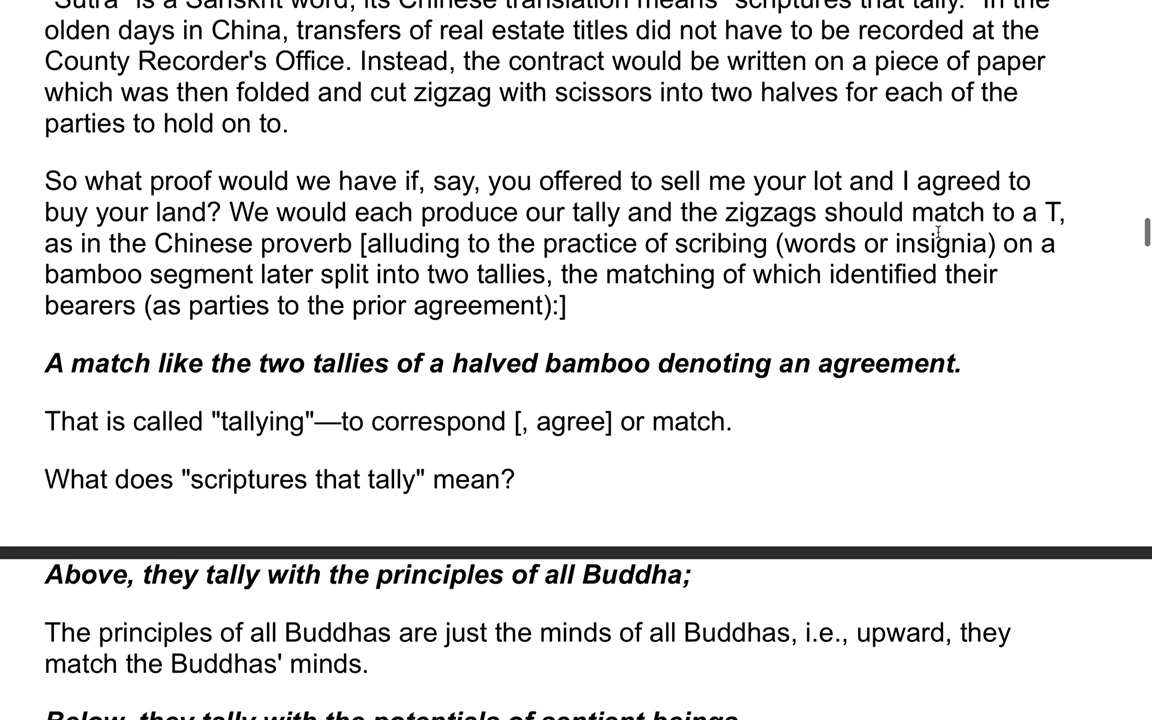 "Sutra" is a Sanskrit word, its Chinese translation means "scriptures that tally." In the
olden days in China, transfers of real estate titles did not have to be recorded at the
County Recorder's Office. Instead, the contract would be written on a piece of paper
which was then folded and cut zigzag with scissors into two halves for each of the
parties to hold on to.
So what proof would we have if, say, you offered to sell me your lot and I agreed to
buy your land? We would each produce our tally and the zigzags should match to a T,
as in the Chinese proverb [alluding to the practice of scribing (words or insignia) on a
bamboo segment later split into two tallies, the matching of which identified their
bearers (as parties to the prior agreement):]
A match like the two tallies of a halved bamboo denoting an agreement.
That is called "tallying"—to correspond [, agree] or match.
What does "scriptures that tally" mean?
Above, they tally with the principles of all Buddha;
The principles of all Buddhas are just the minds of all Buddhas, i.e., upward, they
match the Buddhas' minds.
Below, they tally with the potentials of sentient beings